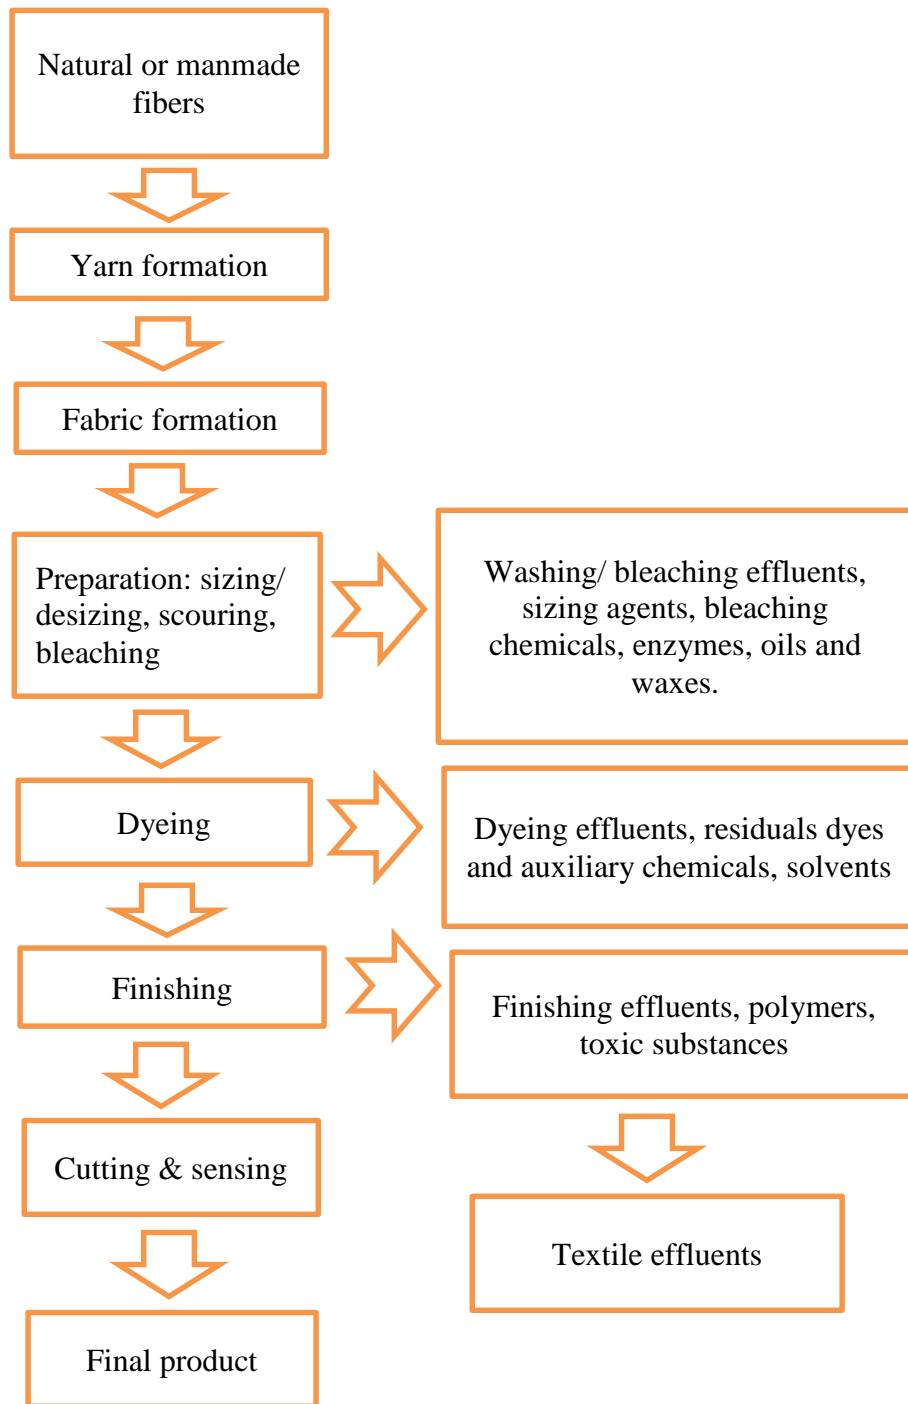 Natural or manmade
fibers
Yarn formation
Fabric formation
Preparation: sizing/
desizing, scouring,
bleaching
Washing/ bleaching effluents,
sizing agents, bleaching
chemicals, enzymes, oils and
waxes.
Dyeing
Dyeing effluents, residuals dyes
and auxiliary chemicals, solvents
Finishing
Finishing effluents, polymers,
toxic substances
Cutting & sensing
Textile effluents
Final product